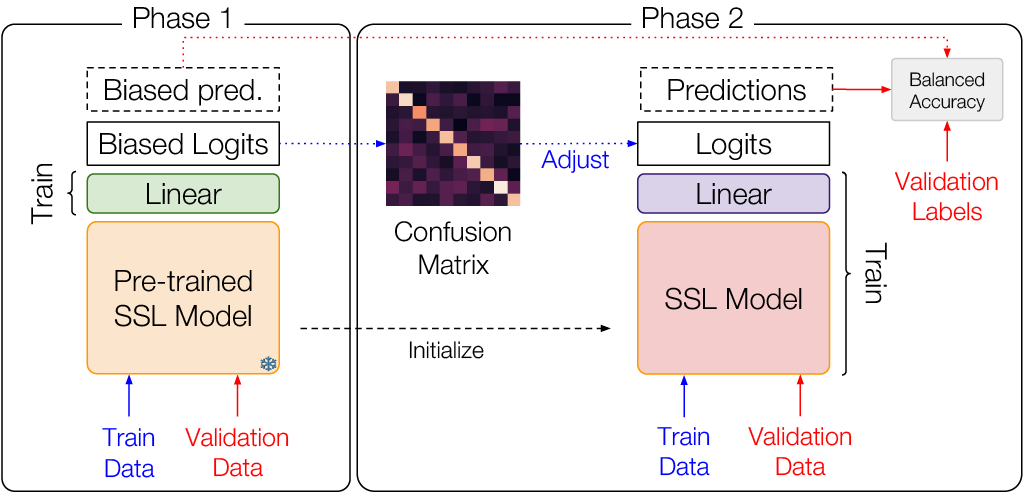 Phase 1
Biased pred.
Biased Logits
Train
Linear
Pre-trained
SSL Model
Train
Data
Validation
Data
Phase 2
Confusion
Matrix
Adjust
Initialize
Predictions
Logits
Linear
SSL Model
Train
Train
Data
Validation
Data
Balanced
Accuracy
Validation
Labels